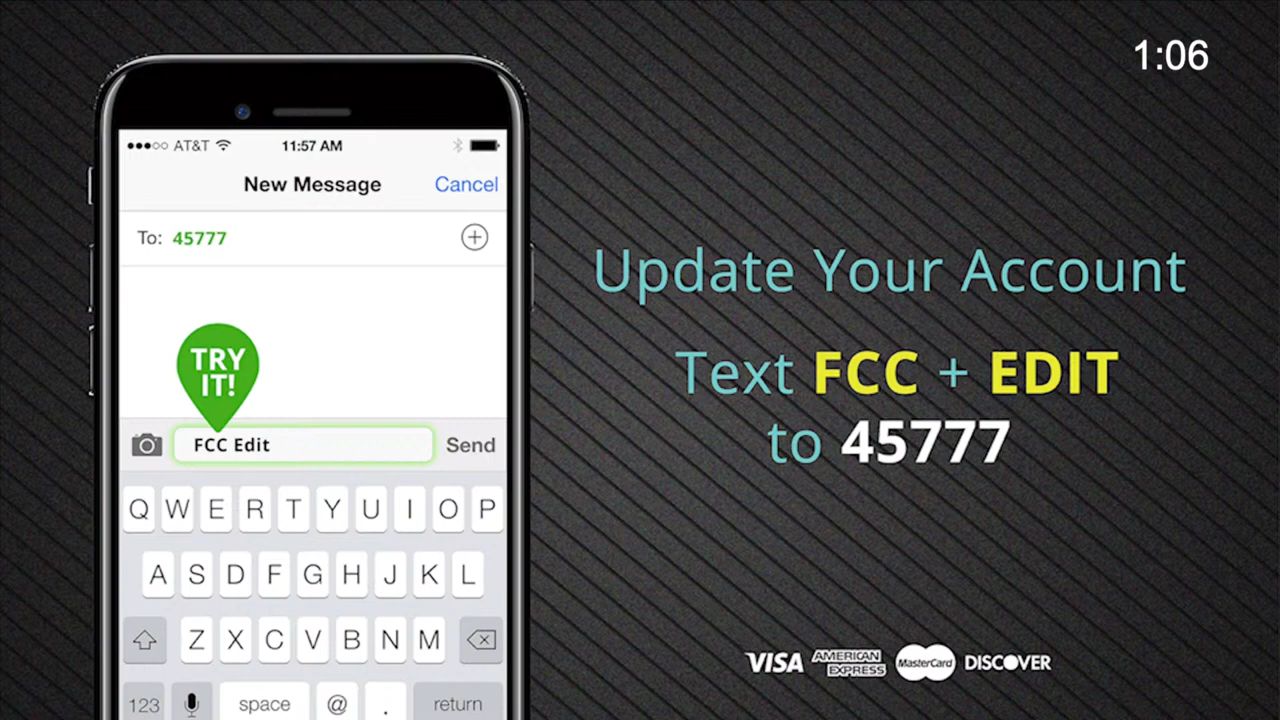 1:06
AT&T 11:57 AM
New Message Cancel
To: 45777
TRY
IT!
FCC Edit Send
Q W E R T Y U I O P
A S D F G H J K L
Z X C V B N M
123 space @ . return
Update Your Account
Text FCC + EDIT
to 45777
VISA AMERICAN EXPRESS MasterCard DISCOVER